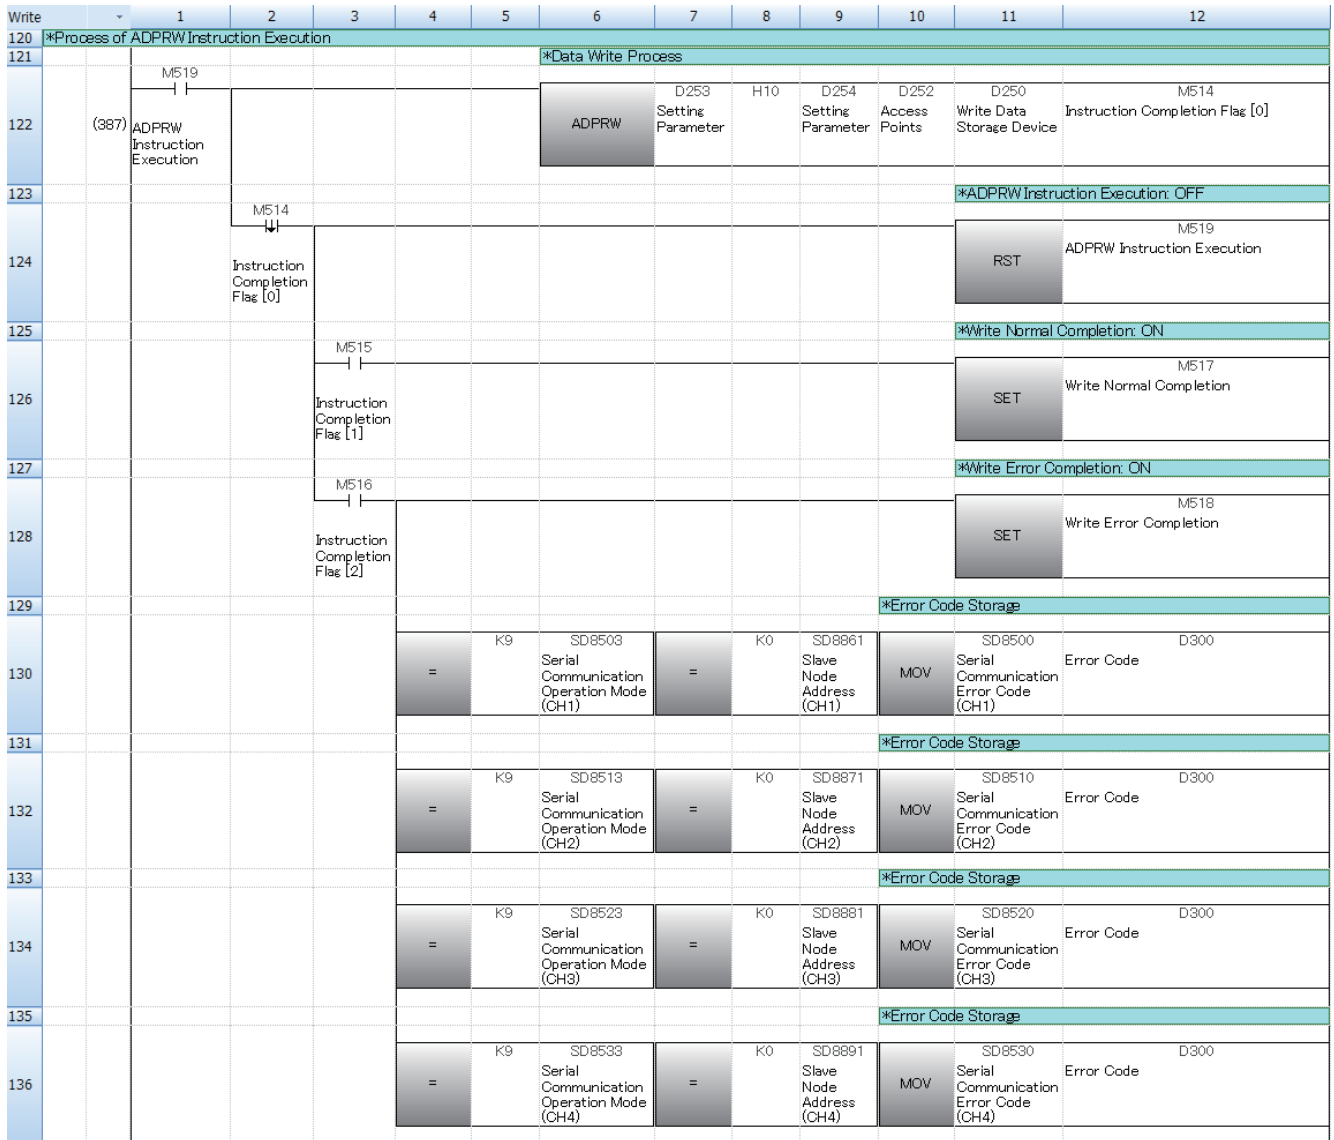 Write 1 2 3 4 5 6 7 8 9 10 11 12
120 *Process of ADPRW Instruction Execution
121 *Data Write Process
M519
D253 H10 D254 D252 D250 M514
122 (387) ADPRW Setting Setting Access Write Data Instruction Completion Flag [0]
Parameter Parameter Points Storage Device
ADPRW
Instruction
Execution
123 *ADPRW Instruction Execution: OFF
M514
M519
124 RST ADPRW Instruction Execution
Instruction
Completion
Flag [0]
125 *Write Normal Completion: ON
M515
M517
126 SET Write Normal Completion
Instruction
Completion
Flag [1]
127 *Write Error Completion: ON
M516
M518
128 SET Write Error Completion
Instruction
Completion
Flag [2]
129 *Error Code Storage
K9 SD8503 K0 SD8861 SD8500 D300
130 = Serial = Slave MOV Serial Error Code
Communication Node Communication
Operation Mode Address Error Code
(CH1) (CH1) (CH1)
131 *Error Code Storage
K9 SD8513 K0 SD8871 SD8510 D300
132 = Serial = Slave MOV Serial Error Code
Communication Node Communication
Operation Mode Address Error Code
(CH2) (CH2) (CH2)
133 *Error Code Storage
K9 SD8523 K0 SD8881 SD8520 D300
134 = Serial = Slave MOV Serial Error Code
Communication Node Communication
Operation Mode Address Error Code
(CH3) (CH3) (CH3)
135 *Error Code Storage
K9 SD8533 K0 SD8891 SD8530 D300
136 = Serial = Slave MOV Serial Error Code
Communication Node Communication
Operation Mode Address Error Code
(CH4) (CH4) (CH4)